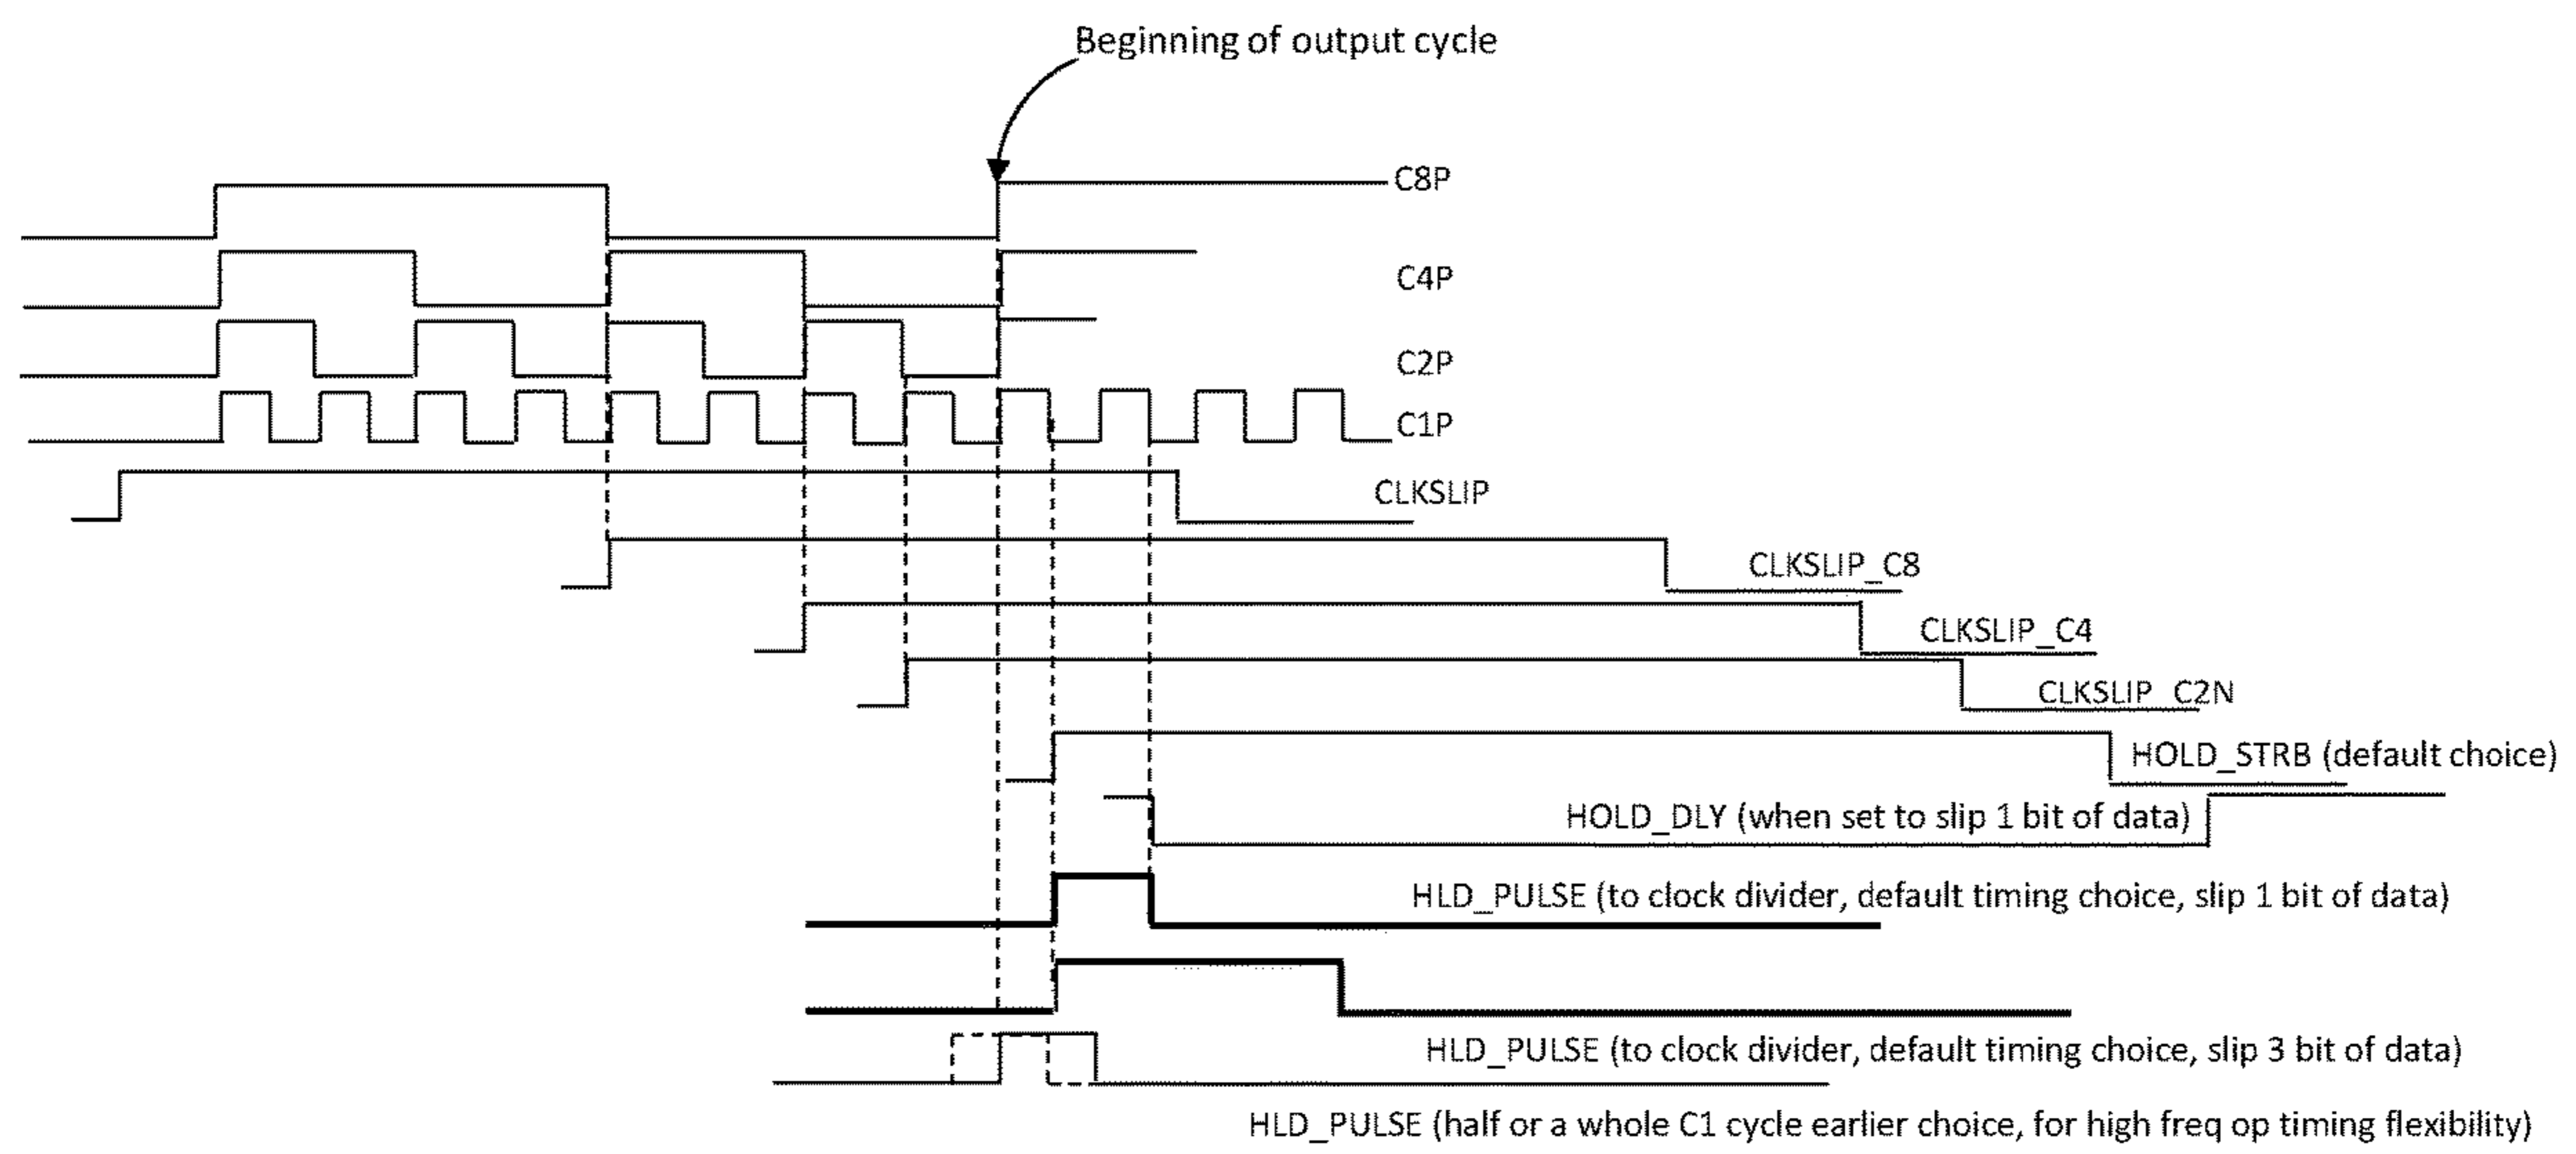 Beginning of output cycle
C8P
C4P
C2P
C1P
CLKSLIP
CLKSLIP_C8
CLKSLIP_C4
CLKSLIP_C2N
HOLD_STRB (default choice)
HOLD_DLY (when set to slip 1 bit of data)
HLD_PULSE (to clock divider, default timing choice, slip 1 bit of data)
HLD_PULSE (to clock divider, default timing choice, slip 3 bit of data)
HLD_PULSE (half or a whole C1 cycle earlier choice, for high freq op timing flexibility)